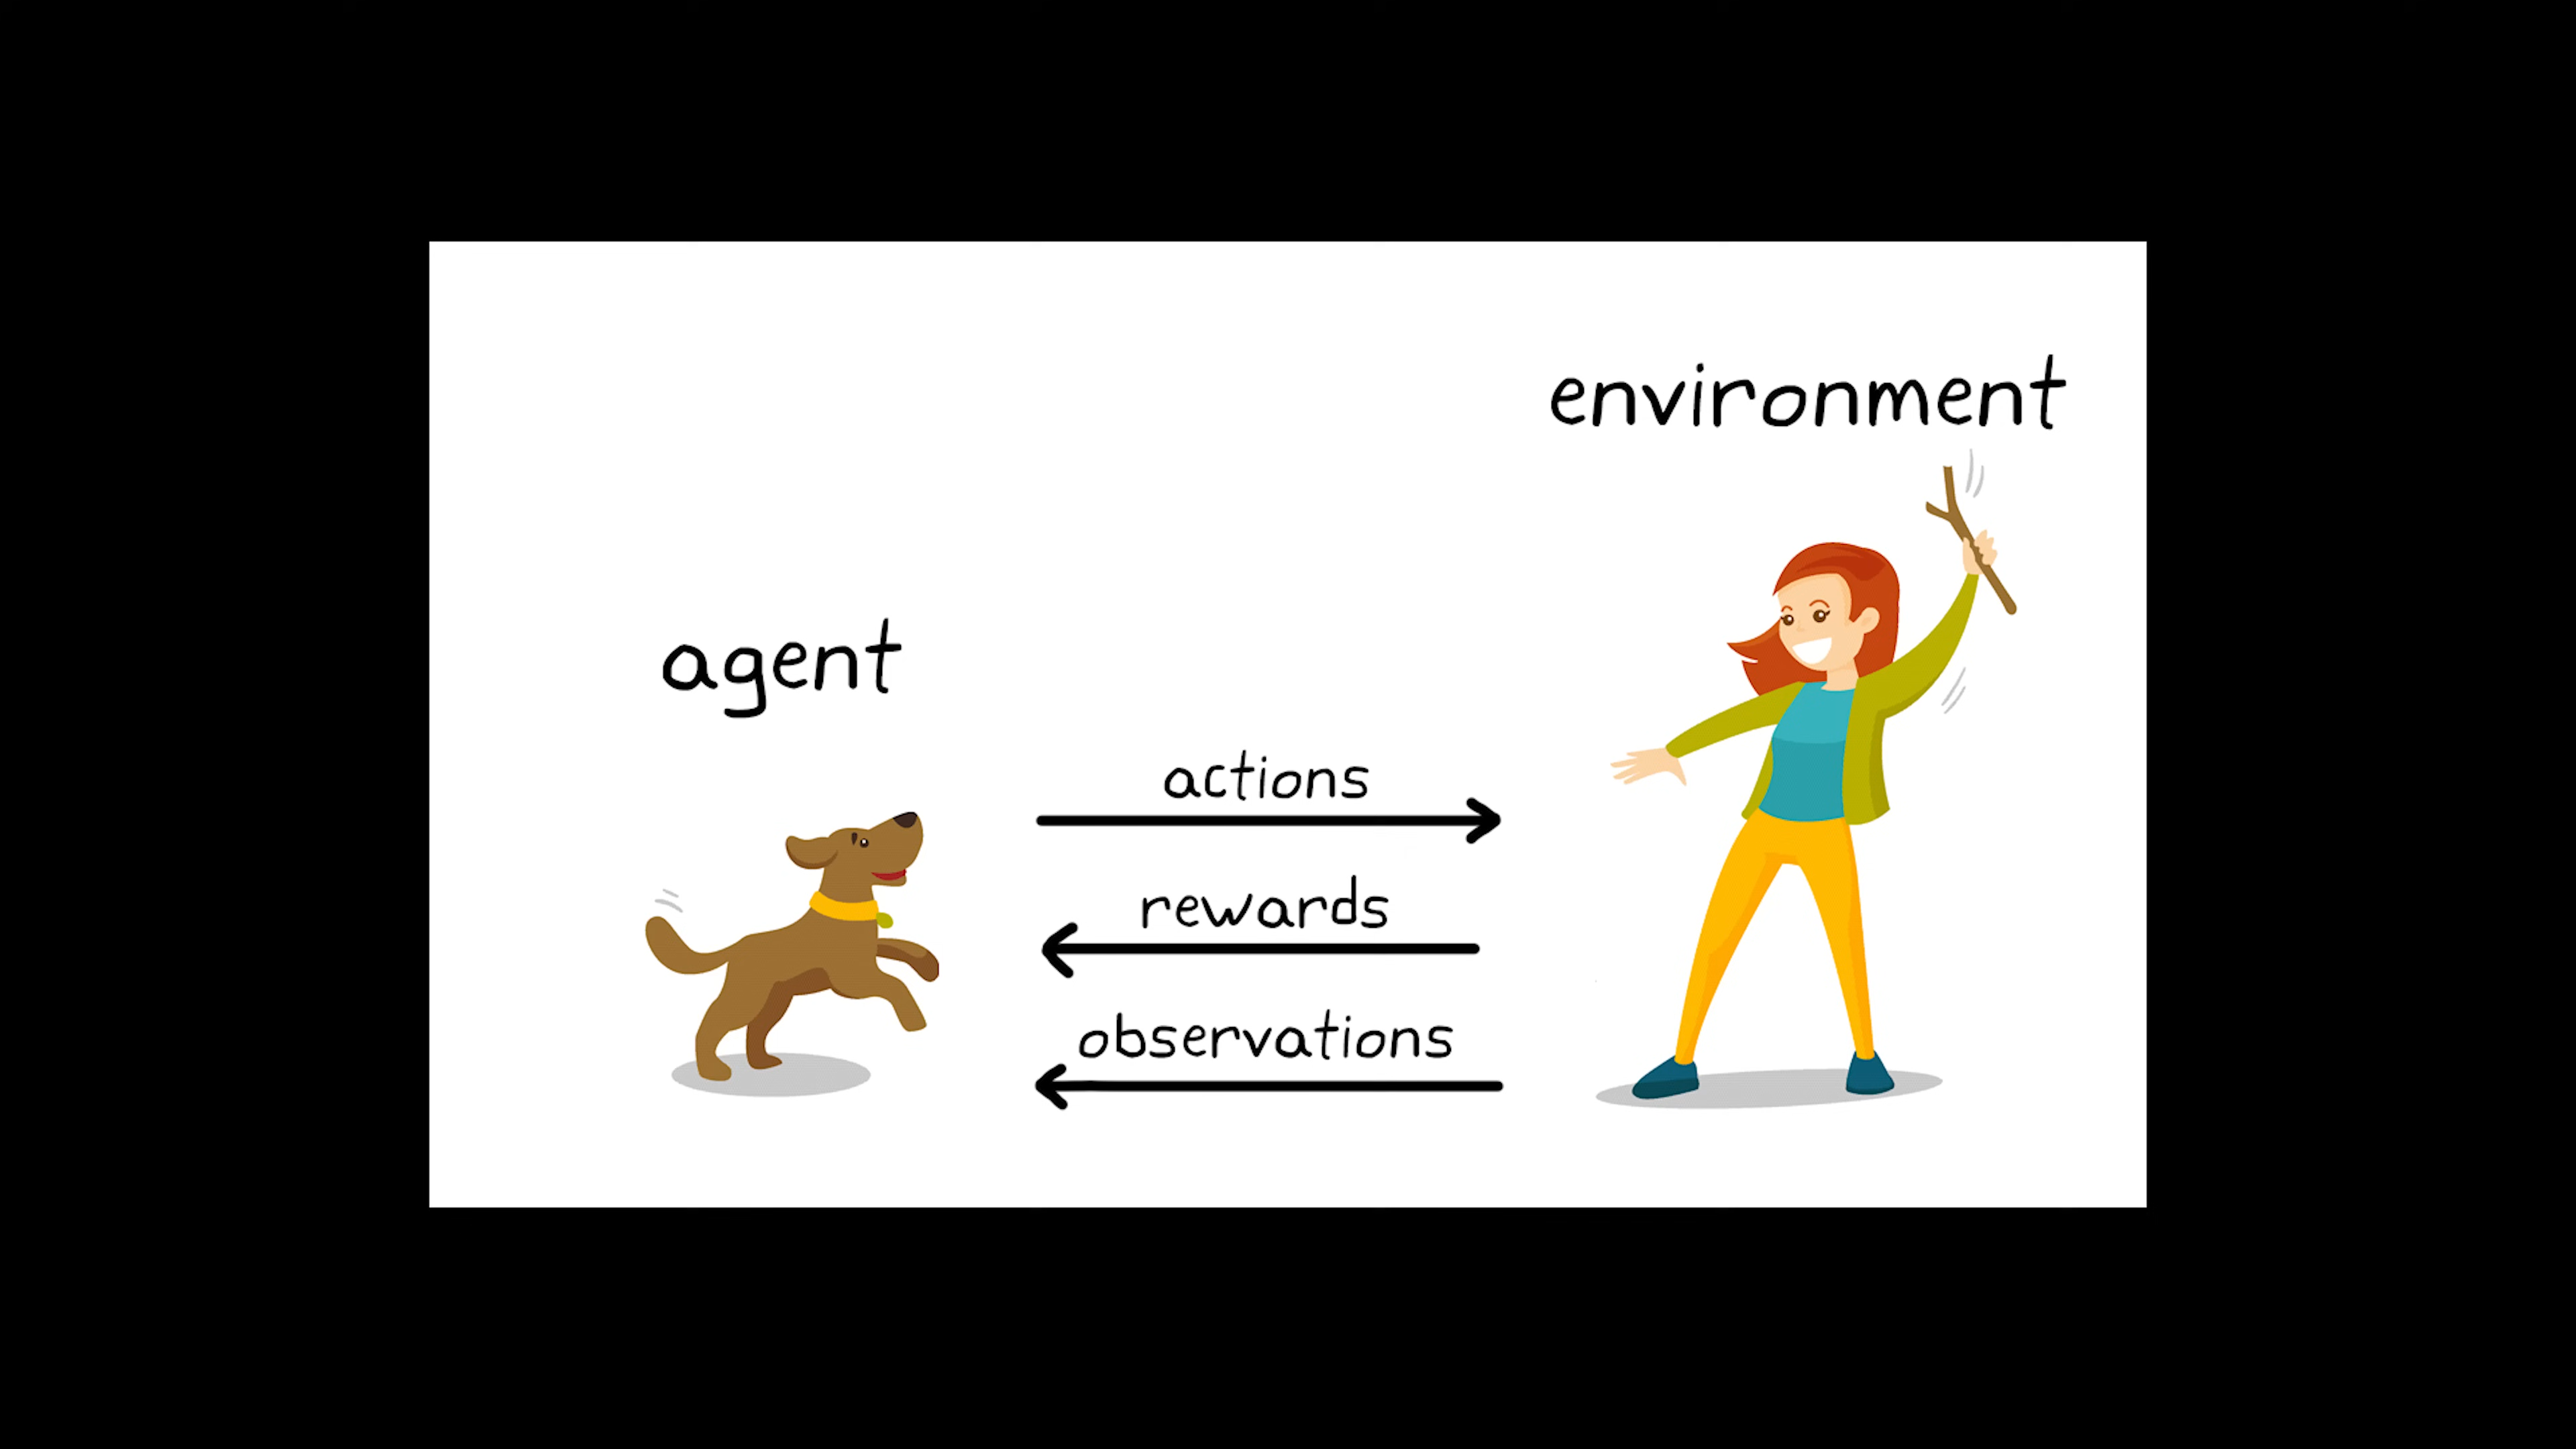 environment
agent
actions
rewards
observations